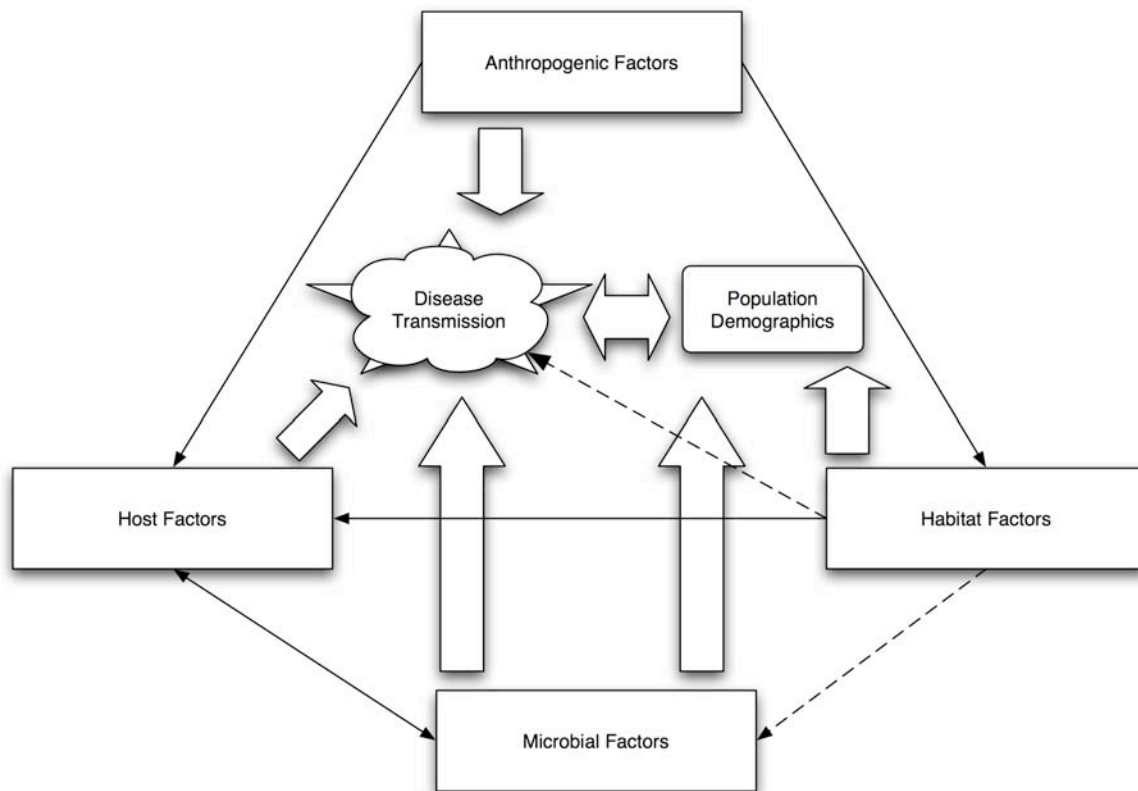 Anthropogenic Factors
Disease
Transmission
Population
Demographics
Host Factors
Habitat Factors
Microbial Factors